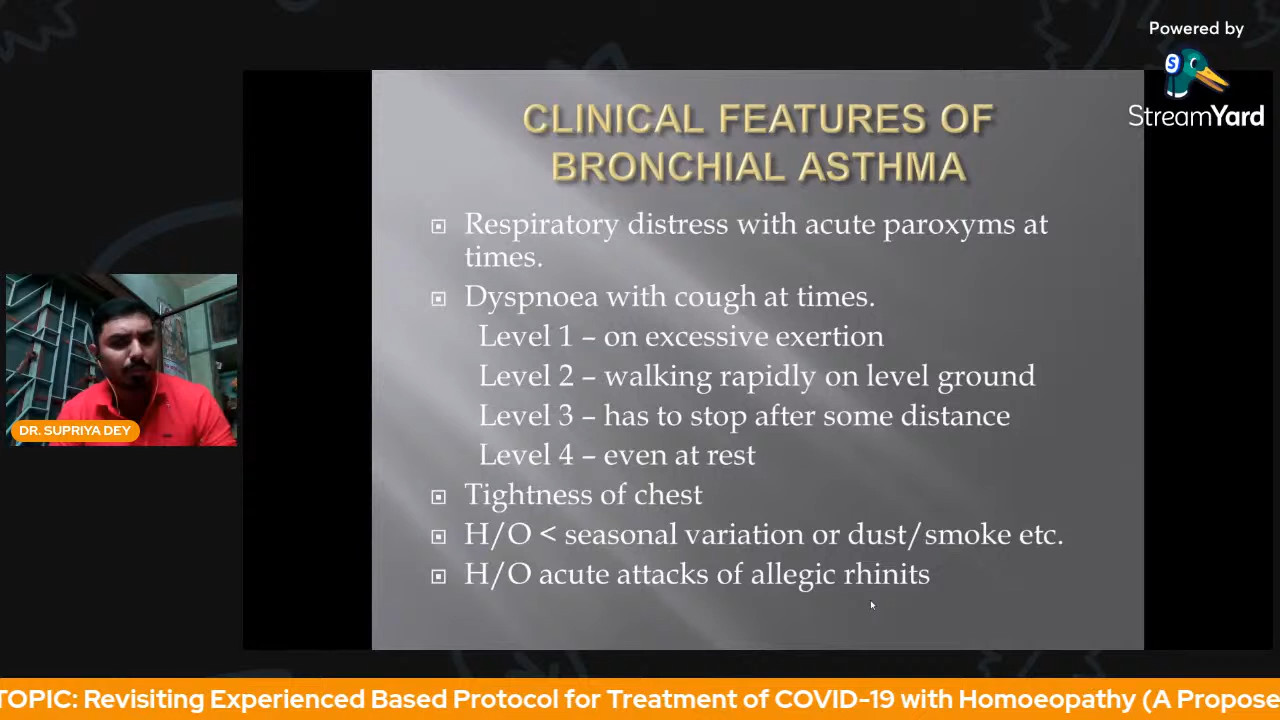 Powered by
StreamYard
CLINICAL FEATURES OF
BRONCHIAL ASTHMA
Respiratory distress with acute paroxyms at
times.
Dyspnoea with cough at times.
Level 1 – on excessive exertion
Level 2 – walking rapidly on level ground
Level 3 – has to stop after some distance
Level 4 – even at rest
Tightness of chest
H/O < seasonal variation or dust/smoke etc.
H/O acute attacks of allegic rhinits
DR. SUPRIYA DEY
TOPIC: Revisiting Experienced Based Protocol for Treatment of COVID-19 with Homoeopathy (A Propose